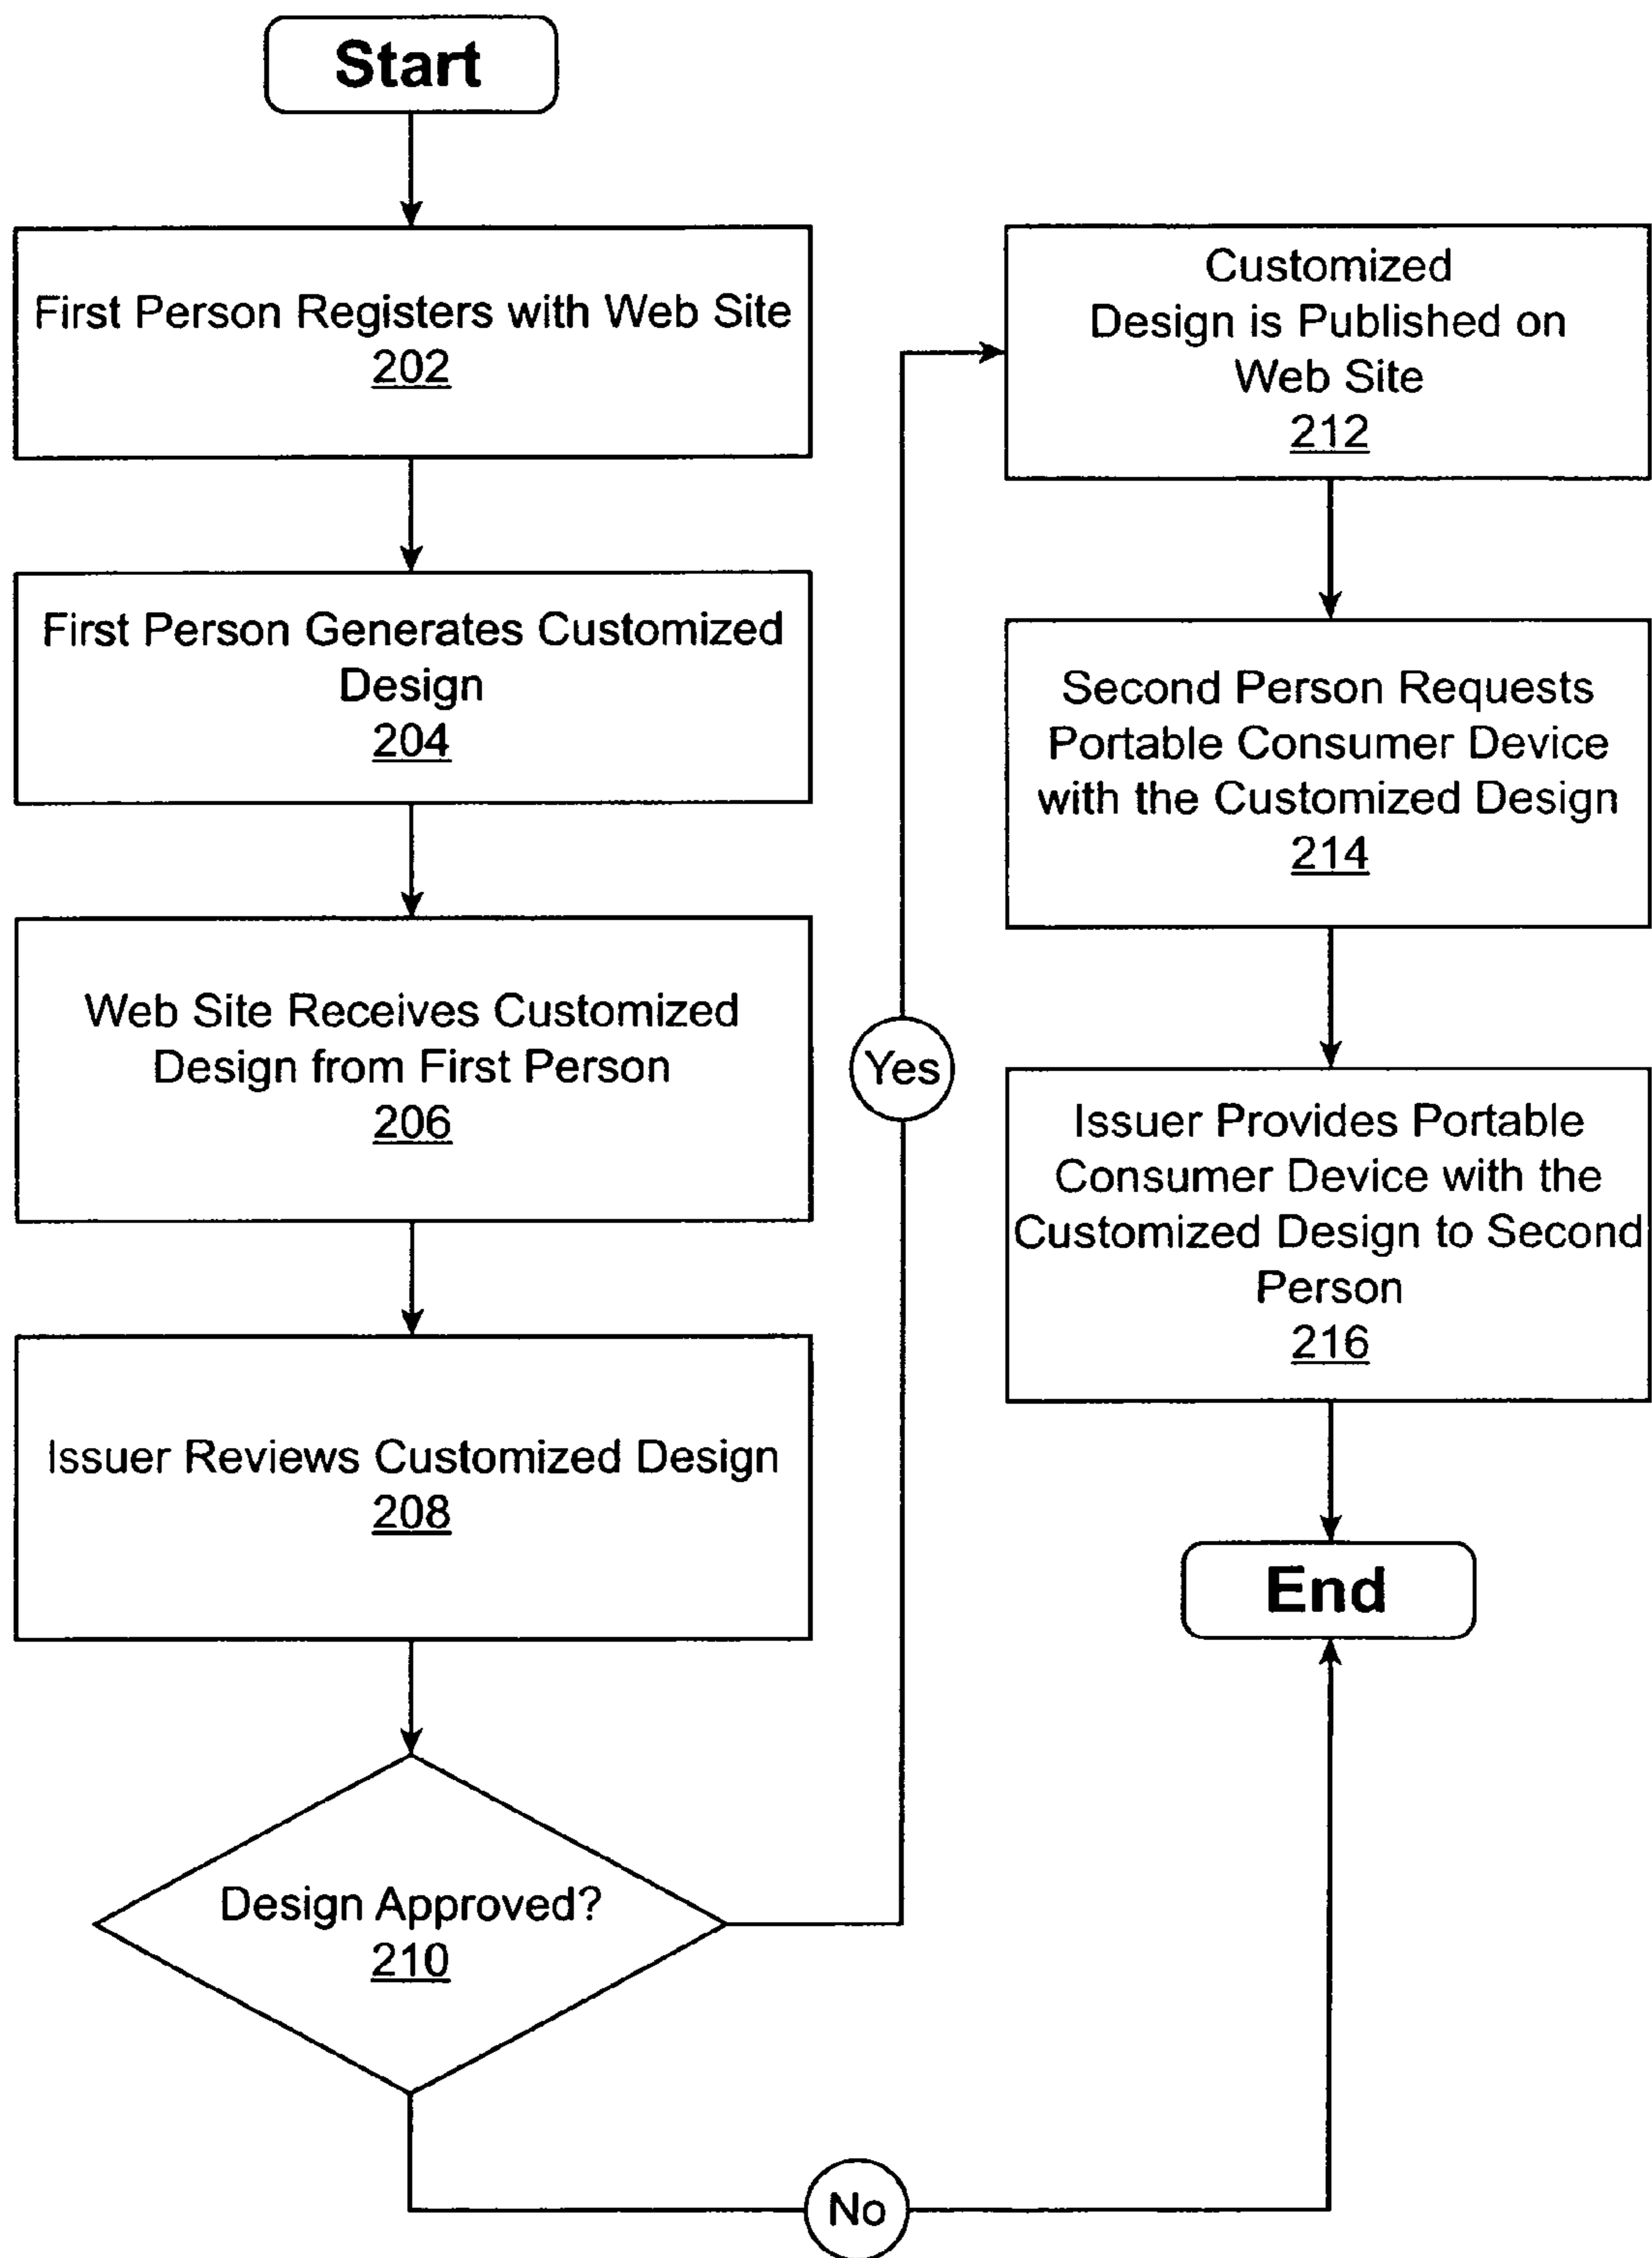 Start
First Person Registers with Web Site
202
First Person Generates Customized
Design
204
Web Site Receives Customized
Design from First Person
206
Issuer Reviews Customized Design
208
Design Approved?
210
Yes
No
Customized
Design is Published on
Web Site
212
Second Person Requests
Portable Consumer Device
with the Customized Design
214
Issuer Provides Portable
Consumer Device with the
Customized Design to Second
Person
216
End